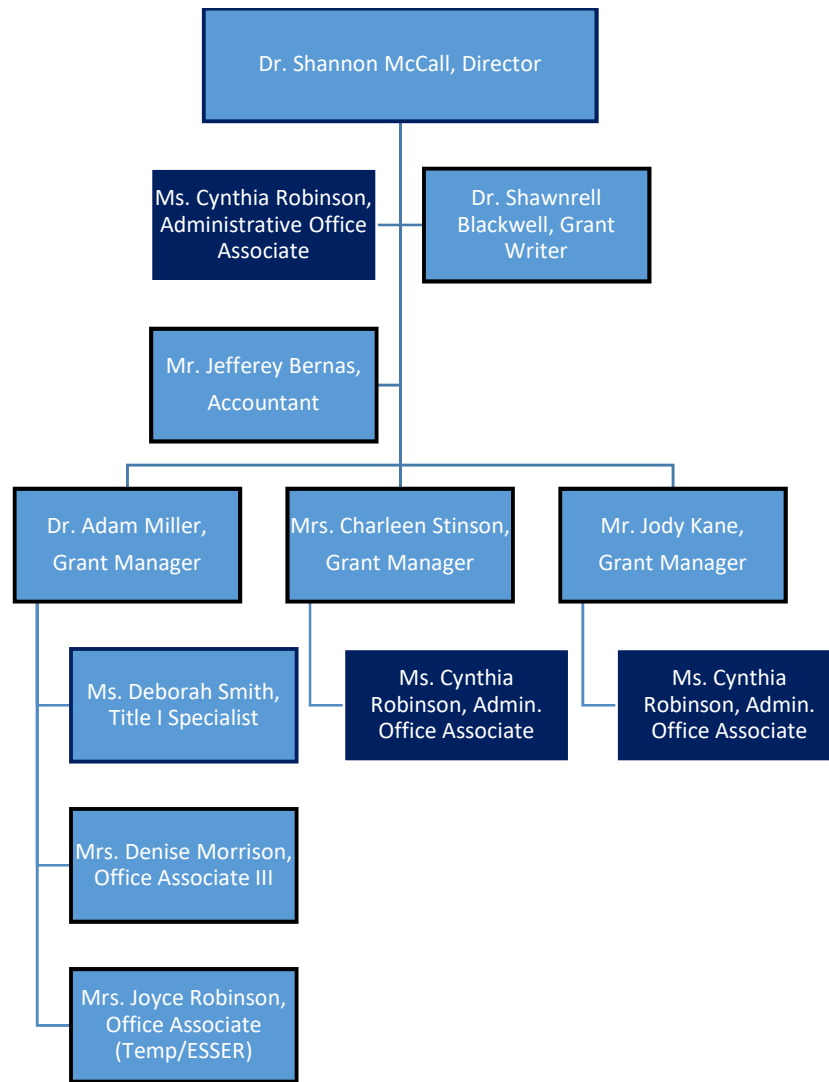 Dr. Shannon McCall, Director
Ms. Cynthia Robinson,
Administrative Office
Associate
Dr. Shawnrell
Blackwell, Grant
Writer
Mr. Jefferey Bernas,
Accountant
Dr. Adam Miller,
Grant Manager
Mrs. Charleen Stinson,
Grant Manager
Mr. Jody Kane,
Grant Manager
Ms. Deborah Smith,
Title I Specialist
Ms. Cynthia
Robinson, Admin.
Office Associate
Ms. Cynthia
Robinson, Admin.
Office Associate
Mrs. Denise Morrison,
Office Associate III
Mrs. Joyce Robinson,
Office Associate
(Temp/ESSER)